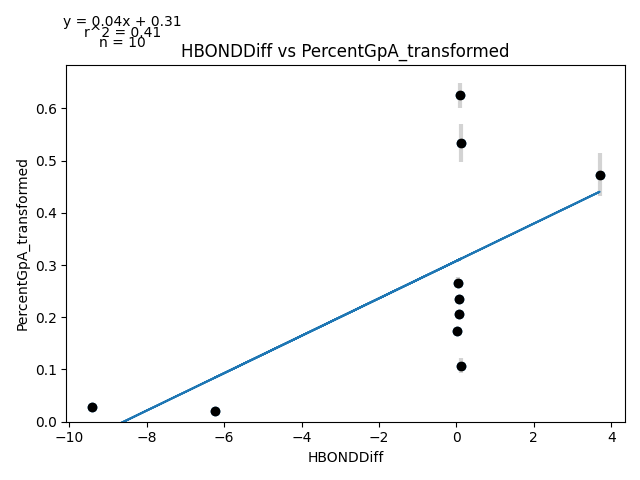 y = 0.04x + 0.31
r^2 = 0.41
n = 10
HBONDDiff vs PercentGpA_transformed
PercentGpA_transformed
0.6
0.5
0.4
0.3
0.2
0.1
0.0
−10
−8
−6
−4
−2
0
2
4
HBONDDiff